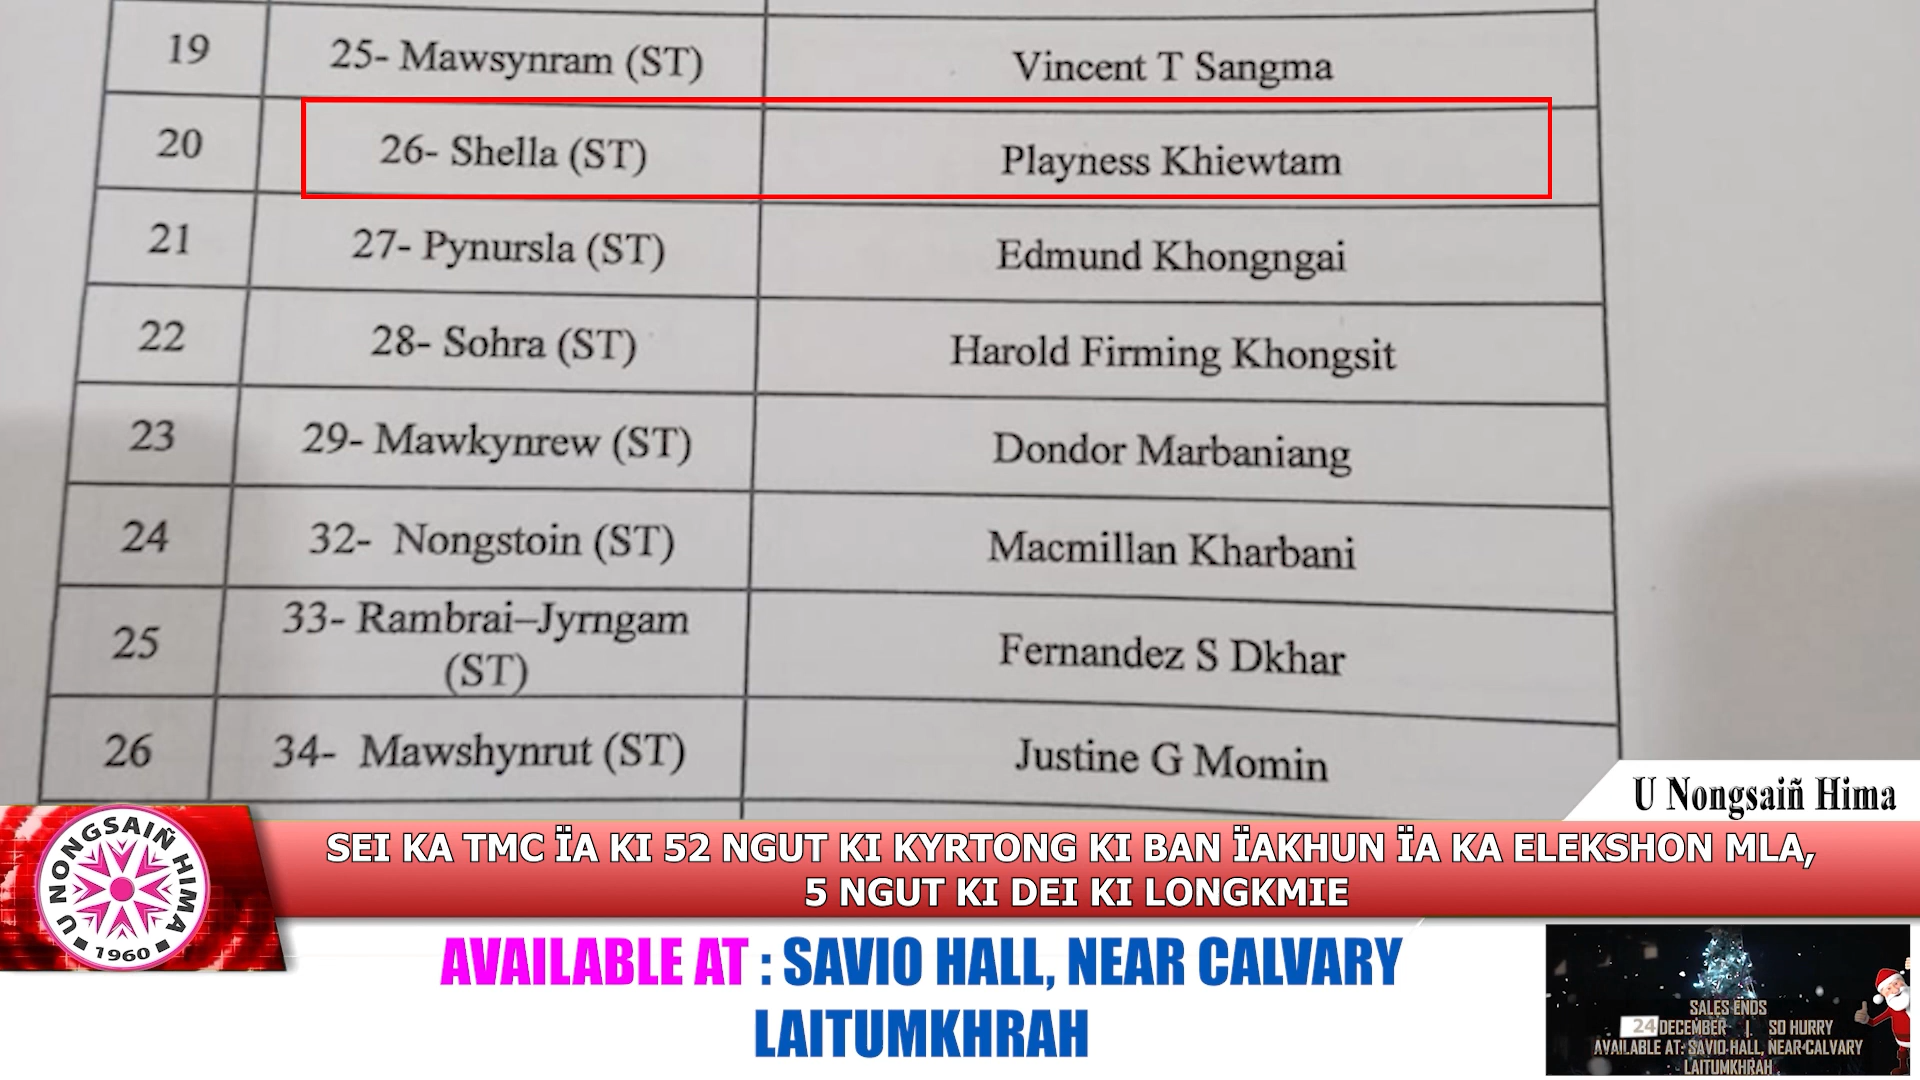 19 25- Mawsynram (ST) Vincent T Sangma
20 26- Shella (ST) Playness Khiewtam
21 27- Pynursla (ST) Edmund Khongngai
22 28- Sohra (ST) Harold Firming Khongsit
23 29- Mawkynrew (ST) Dondor Marbaniang
24 32- Nongstoin (ST) Macmillan Kharbani
25 33- Rambrai–Jyrngam
(ST) Fernandez S Dkhar
26 34- Mawshynrut (ST) Justine G Momin
U Nongsaiñ Hima
U NONGSAIÑ HIMA
1960
SEI KA TMC ÏA KI 52 NGUT KI KYRTONG KI BAN ÏAKHUN ÏA KA ELEKSHON MLA,
5 NGUT KI DEI KI LONGKMIE
AVAILABLE AT : SAVIO HALL, NEAR CALVARY
LAITUMKHRAH
SALES ENDS
24 DECEMBER | SO HURRY
AVAILABLE AT: SAVIO HALL, NEAR CALVARY
LAITUMKHRAH